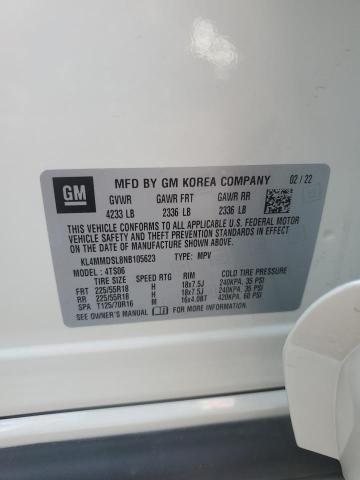 GM
MFD BY GM KOREA COMPANY
02 / 22
GVWR GAWR FRT GAWR RR
4233 LB 2336 LB 2336 LB
THIS VEHICLE CONFORMS TO ALL APPLICABLE U.S. FEDERAL MOTOR
VEHICLE SAFETY, BUMPER, AND THEFT PREVENTION STANDARDS IN
EFFECT ON THE DATE OF MANUFACTURE SHOWN ABOVE.
KL4MMDSL8NB105623 TYPE: MPV
MODEL: 4TS06
TIRE SIZE RIM COLD TIRE PRESSURE
FRT 225/55R18 H 18x7.5J 240KPA, 35 PSI
RR 225/55R18 H 18x7.5J 240KPA, 35 PSI
SPA T125/70R16 M 16x4.0BT 420KPA, 60 PSI
SEE OWNER'S MANUAL FOR MORE INFORMATION